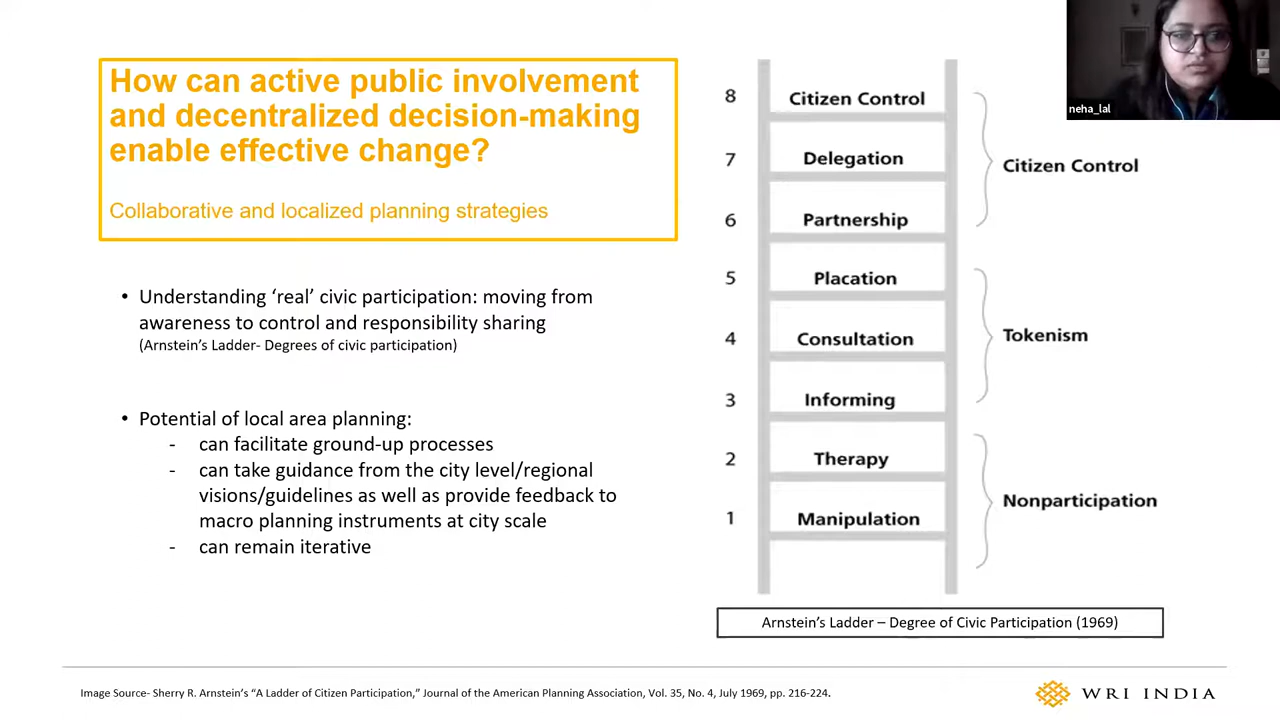 How can active public involvement
and decentralized decision-making
enable effective change?
Collaborative and localized planning strategies
• Understanding ‘real’ civic participation: moving from
awareness to control and responsibility sharing
(Arnstein’s Ladder- Degrees of civic participation)
• Potential of local area planning:
- can facilitate ground-up processes
- can take guidance from the city level/regional
visions/guidelines as well as provide feedback to
macro planning instruments at city scale
- can remain iterative
8 Citizen Control
7 Delegation
6 Partnership
Citizen Control
5 Placation
4 Consultation
3 Informing
Tokenism
2 Therapy
1 Manipulation
Nonparticipation
Arnstein’s Ladder – Degree of Civic Participation (1969)
neha_lal
Image Source- Sherry R. Arnstein’s “A Ladder of Citizen Participation,” Journal of the American Planning Association, Vol. 35, No. 4, July 1969, pp. 216-224.
WRI INDIA